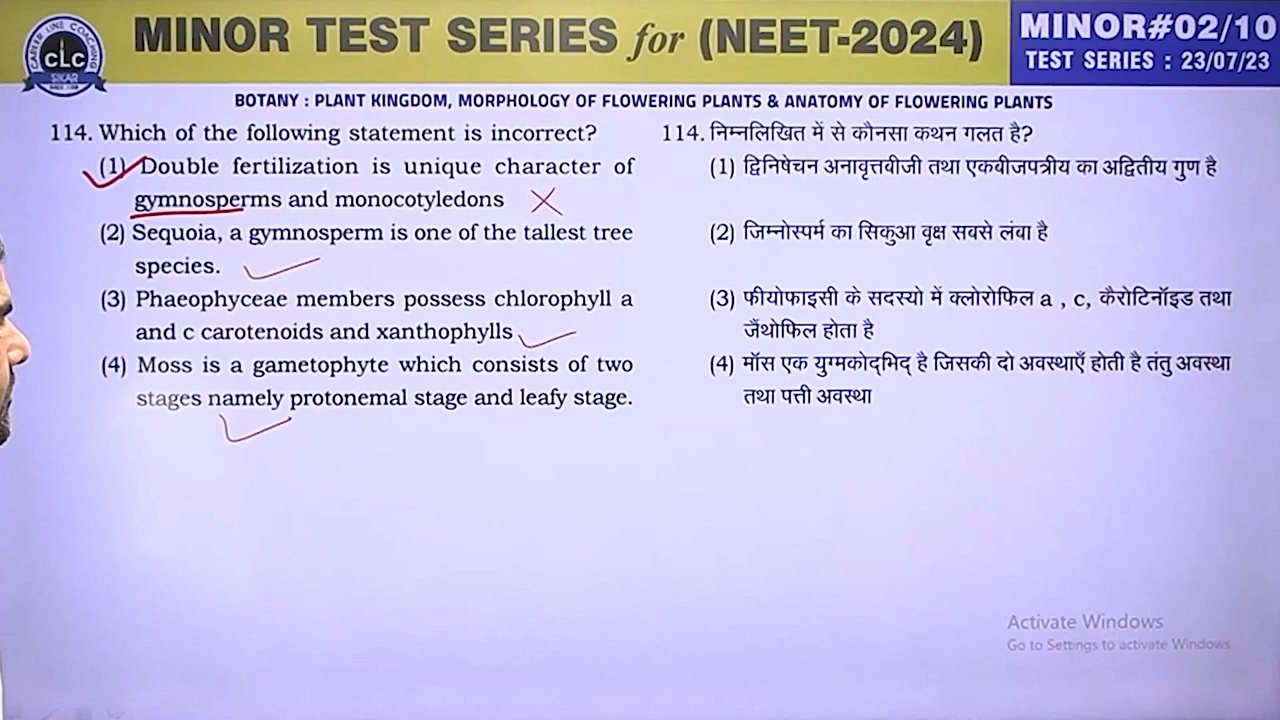 CAREER LINE COACHING
CLC
SIKAR
MINOR TEST SERIES for (NEET-2024)
MINOR#02/10
TEST SERIES : 23/07/23
BOTANY : PLANT KINGDOM, MORPHOLOGY OF FLOWERING PLANTS & ANATOMY OF FLOWERING PLANTS
114. Which of the following statement is incorrect?
(1) Double fertilization is unique character of
gymnosperms and monocotyledons
(2) Sequoia, a gymnosperm is one of the tallest tree
species.
(3) Phaeophyceae members possess chlorophyll a
and c carotenoids and xanthophylls
(4) Moss is a gametophyte which consists of two
stages namely protonemal stage and leafy stage.
114. निम्नलिखित में से कौनसा कथन गलत है?
(1) द्विनिषेचन अनावृत्तबीजी तथा एकबीजपत्रीय का अद्वितीय गुण है
(2) जिम्नोस्पर्म का सिकुआ वृक्ष सबसे लंबा है
(3) फीयोफाइसी के सदस्यो में क्लोरोफिल a , c, कैरोटिनॉइड तथा
जैंथोफिल होता है
(4) मॉस एक युग्मकोद्भिद् है जिसकी दो अवस्थाएँ होती है तंतु अवस्था
तथा पत्ती अवस्था
Activate Windows
Go to Settings to activate Windows.